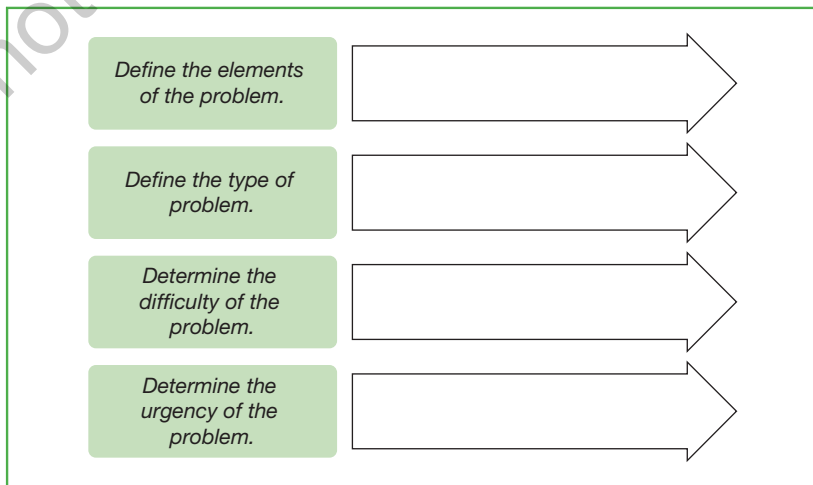 not
Define the elements
of the problem.
Define the type of
problem.
Determine the
difficulty of the
problem.
Determine the
urgency of the
problem.